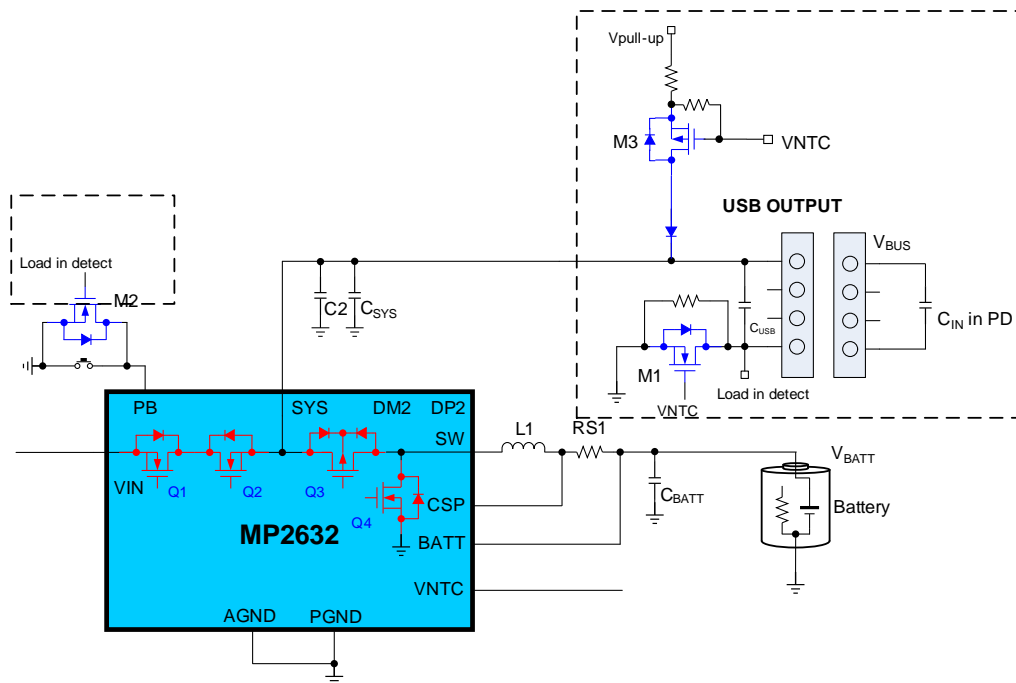 Vpull-up
M3
VNTC
USB OUTPUT
VBUS
Load in detect
M2
C2
CSYS
CUSB
CIN in PD
M1
VNTC
Load in detect
PB
SYS
DM2
DP2
SW
L1
RS1
VIN
Q1
Q2
Q3
Q4
CSP
MP2632
BATT
CBATT
VBATT
Battery
VNTC
AGND
PGND